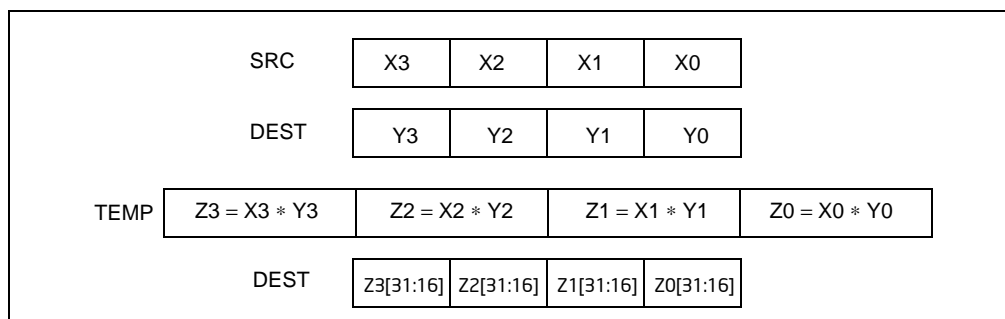 SRC X3 X2 X1 X0
DEST Y3 Y2 Y1 Y0
TEMP Z3 = X3 * Y3 Z2 = X2 * Y2 Z1 = X1 * Y1 Z0 = X0 * Y0
DEST Z3[31:16] Z2[31:16] Z1[31:16] Z0[31:16]